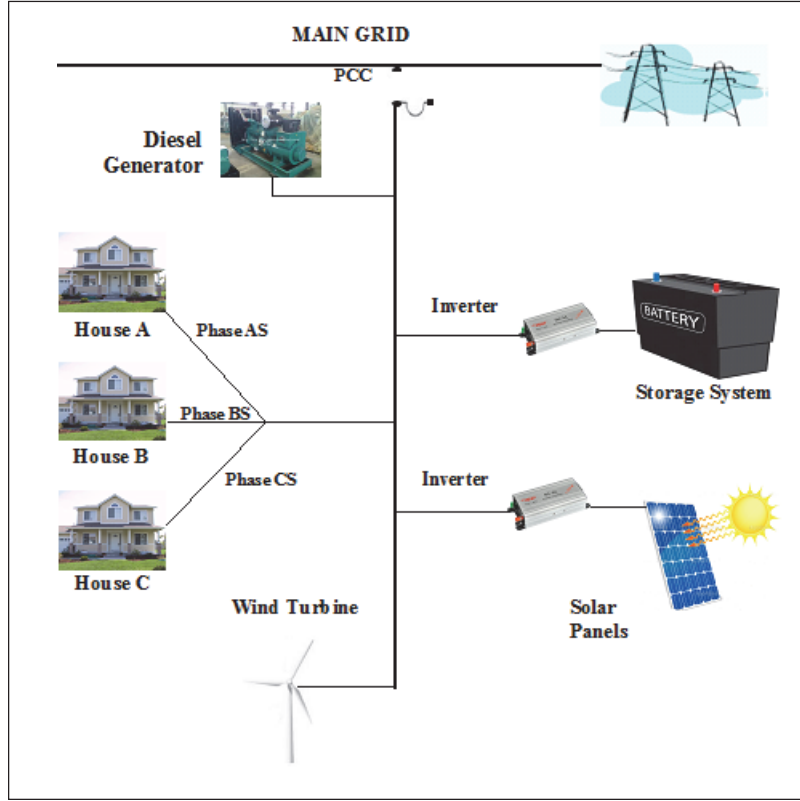 MAIN GRID
PCC
Diesel
Generator
Inverter
BATTERY
House A
Phase AS
Storage System
Phase BS
House B
Inverter
Phase CS
House C
Wind Turbine
Solar
Panels